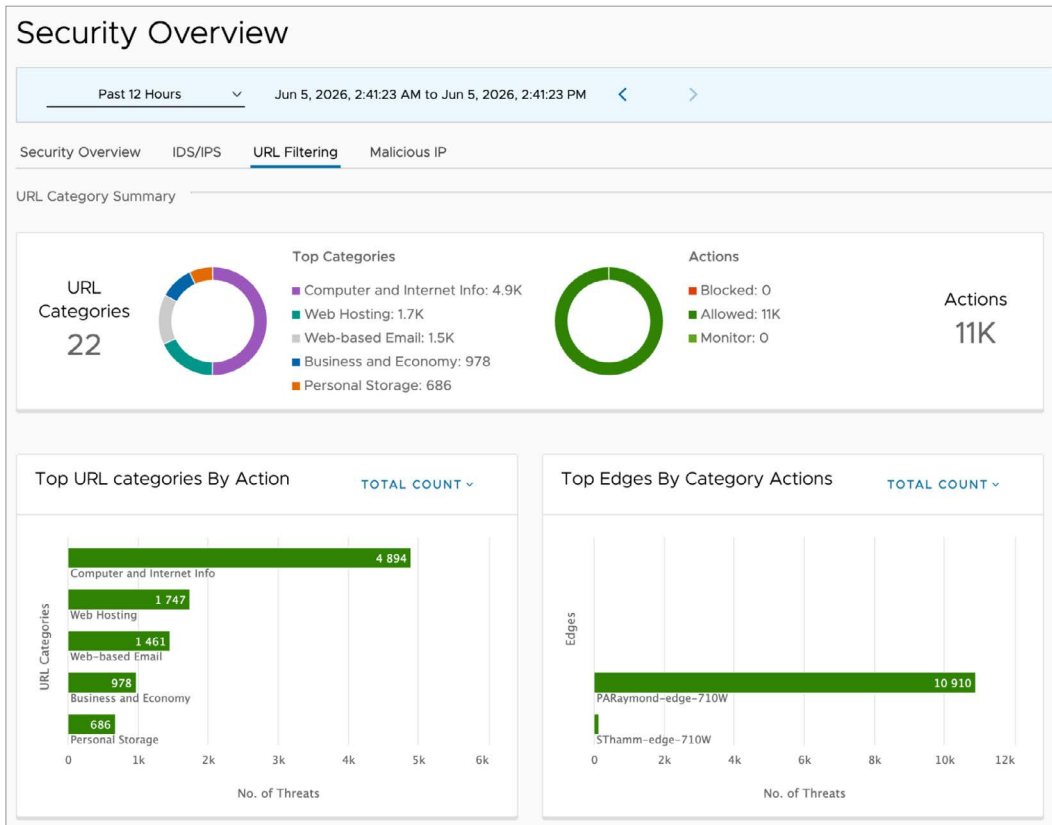 Security Overview
Past 12 Hours
Jun 5, 2026, 2:41:23 AM to Jun 5, 2026, 2:41:23 PM
Security Overview
IDS/IPS
URL Filtering
Malicious IP
URL Category Summary
URL
Categories
22
Top Categories
Computer and Internet Info: 4.9K
Web Hosting: 1.7K
Web-based Email: 1.5K
Business and Economy: 978
Personal Storage: 686
Actions
Blocked: 0
Allowed: 11K
Monitor: 0
Actions
11K
Top URL categories By Action
TOTAL COUNT
URL Categories
4 894
Computer and Internet Info
1 747
Web Hosting
1 461
Web-based Email
978
Business and Economy
686
Personal Storage
0 1k 2k 3k 4k 5k 6k
No. of Threats
Top Edges By Category Actions
TOTAL COUNT
Edges
10 910
PARaymond-edge-710W
SThamm-edge-710W
0 2k 4k 6k 8k 10k 12k
No. of Threats